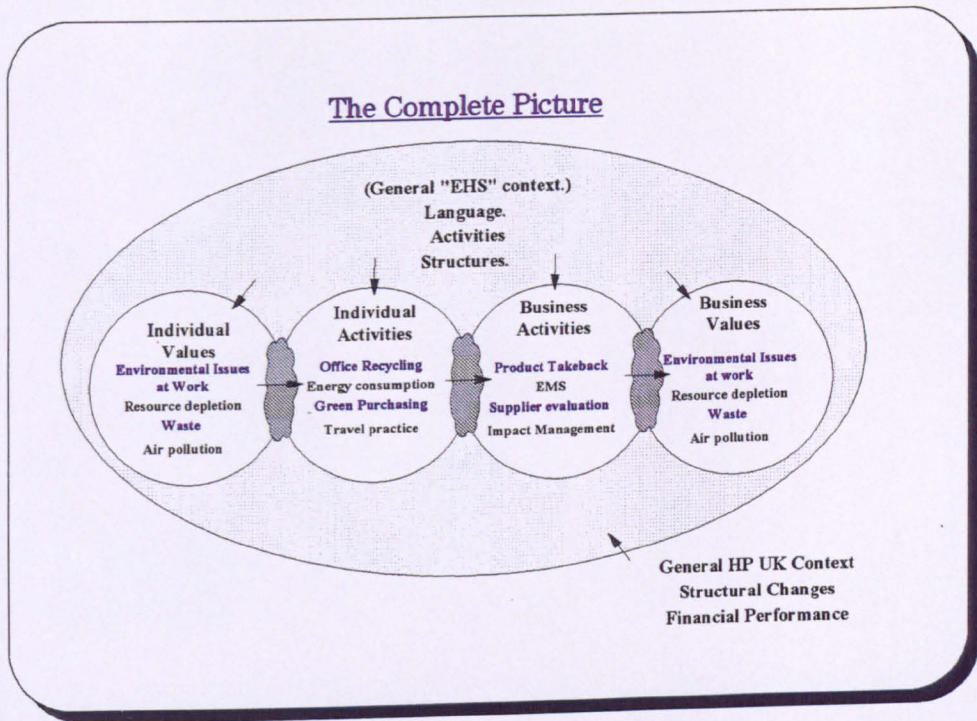 The Complete Picture
(General "EHS" context.)
Language.
Activities
Structures.
Individual
Values
Environmental Issues
at Work
Resource depletion
Waste
Air pollution
Individual
Activities
Office Recycling
Energy consumption
Green Purchasing
Travel practice
Business
Activities
Product Takeback
EMS
Supplier evaluation
Impact Management
Business
Values
Environmental Issues
at work
Resource depletion
Waste
Air pollution
General HP UK Context
Structural Changes
Financial Performance